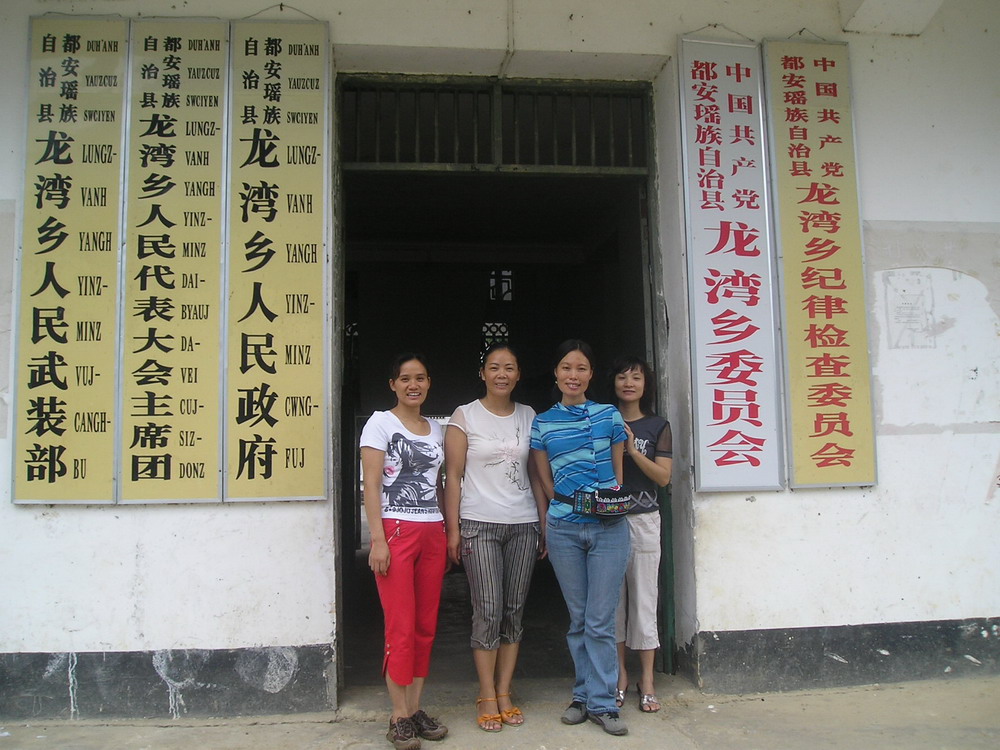 都安瑶族
自治县
龙湾乡人民武装部
DUH'ANH
YAUZCUZ
SWCIYEN
LUNGZ-
VANH
YANGH
YINZ-
MINZ
VUJ-
CANGH-
BU
都安瑶族
自治县
龙湾乡人民代表大会主席团
DUH'ANH
YAUZCUZ
SWCIYEN
LUNGZ-
VANH
YANGH
YINZ-
MINZ
DAI-
BYAUJ
DA-
VEI
CUJ-
SIZ-
DONZ
都安瑶族
自治县
龙湾乡人民政府
DUH'ANH
YAUZCUZ
SWCIYEN
LUNGZ-
VANH
YANGH
YINZ-
MINZ
CWNG-
FUJ
中国共产党
都安瑶族自治县
龙湾乡委员会
中国共产党
都安瑶族自治县
龙湾乡纪律检查委员会